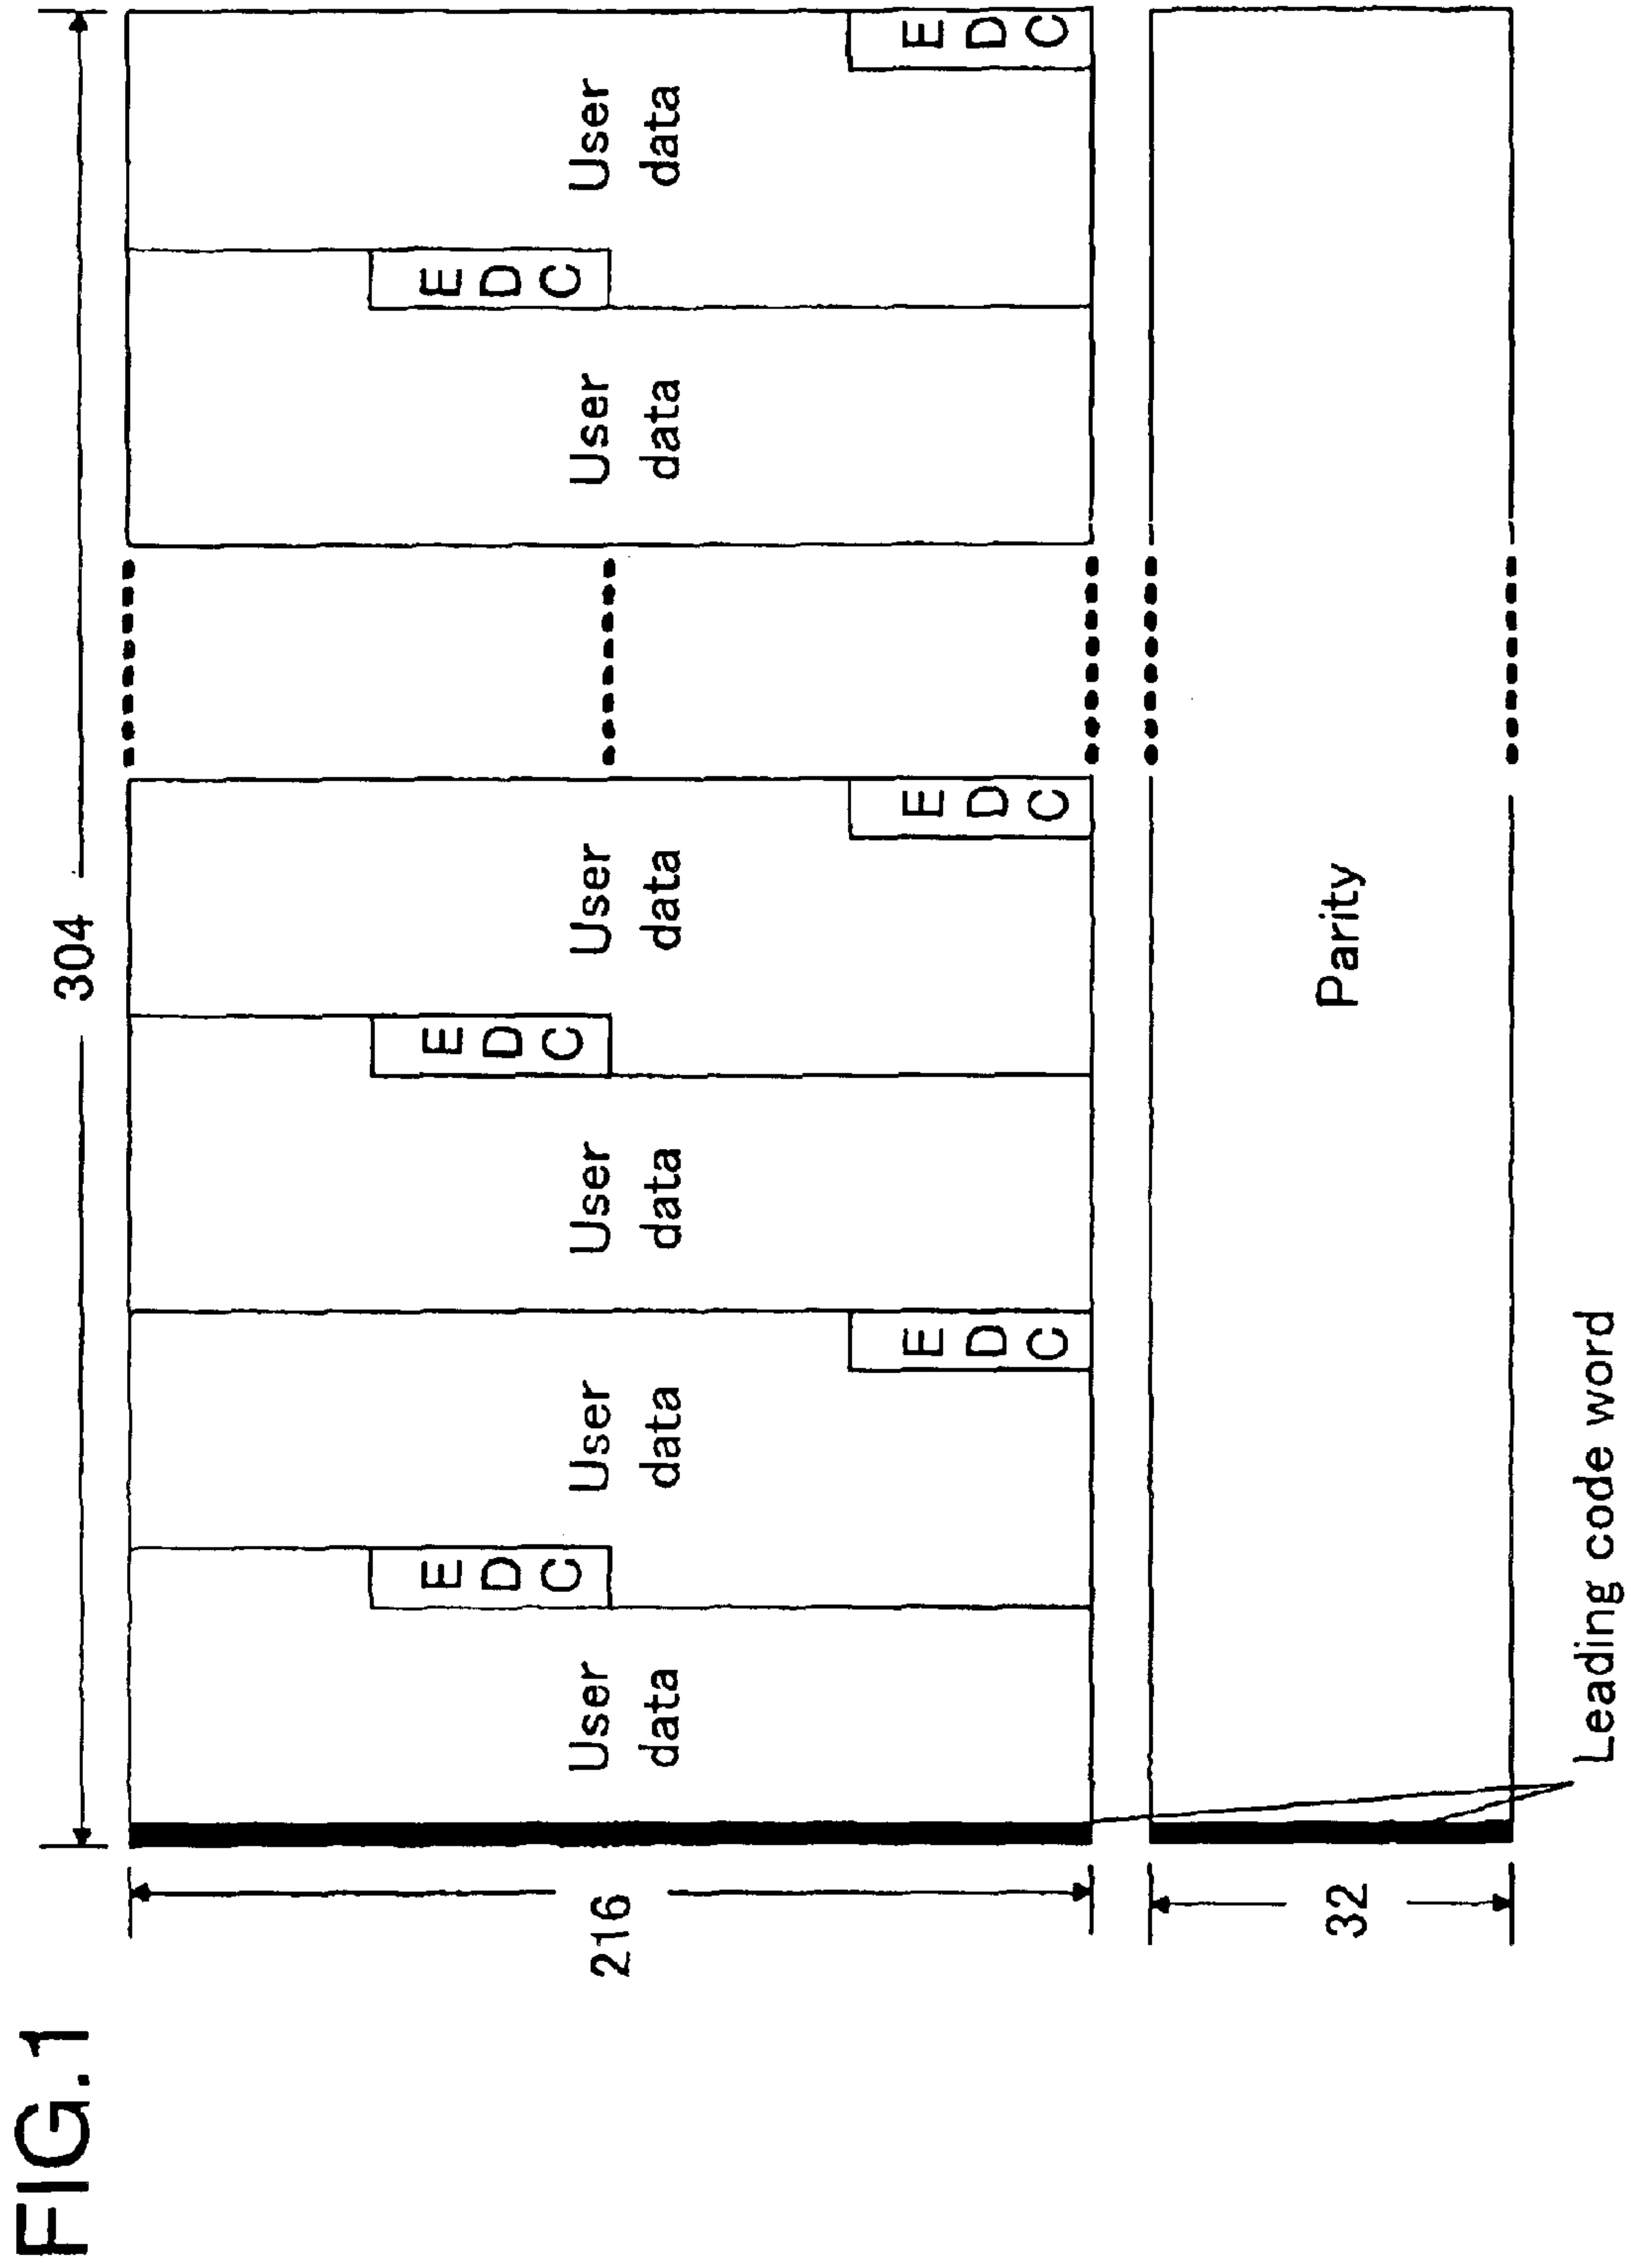 FIG.1
304
216
User
data
EDC
User
data
EDC
User
data
EDC
User
data
EDC
User
data
EDC
User
data
EDC
32
Parity
Leading code word